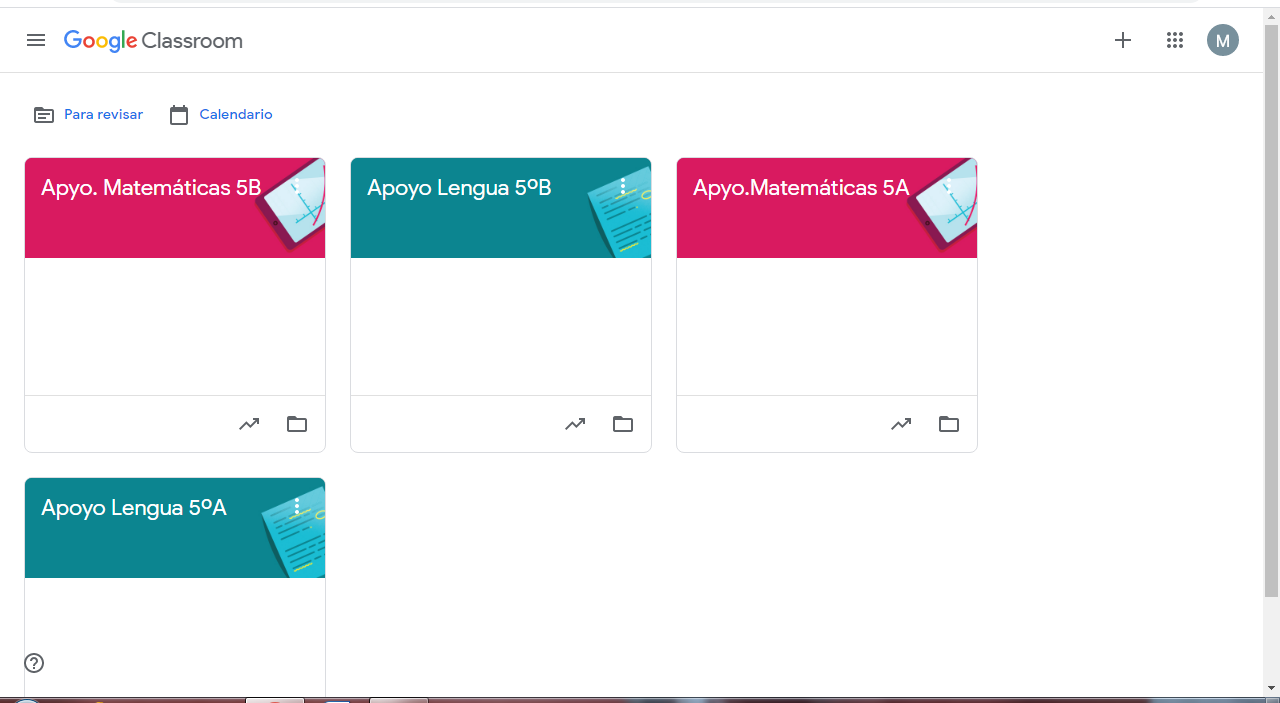 Google Classroom
M
Para revisar
Calendario
Apyo. Matemáticas 5B
Apoyo Lengua 5ºB
Apyo.Matemáticas 5A
Apoyo Lengua 5ºA